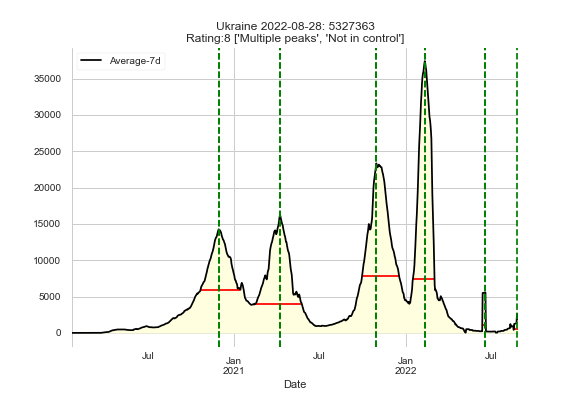 Ukraine 2022-08-28: 5327363
Rating:8 ['Multiple peaks', 'Not in control']
Average-7d
35000
30000
25000
20000
15000
10000
5000
0
Jul
Jan
2021
Jul
Jan
2022
Jul
Date